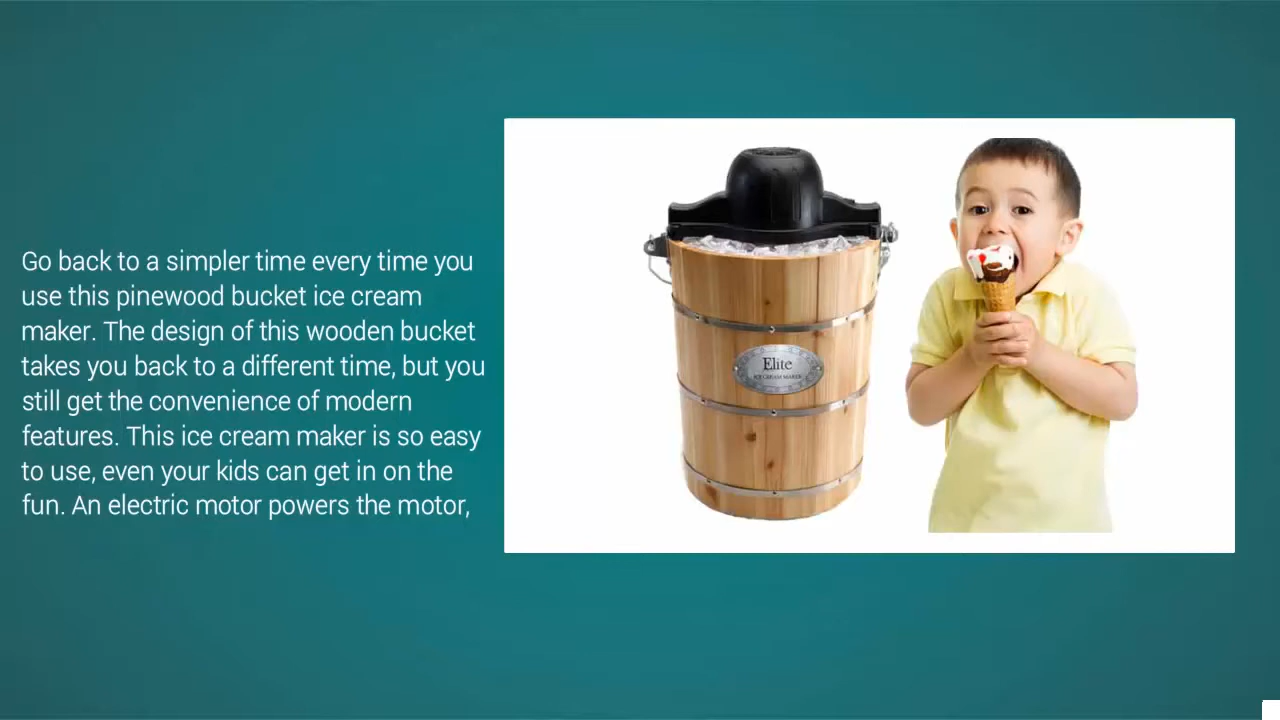 Go back to a simpler time every time you
use this pinewood bucket ice cream
maker. The design of this wooden bucket
takes you back to a different time, but you
still get the convenience of modern
features. This ice cream maker is so easy
to use, even your kids can get in on the
fun. An electric motor powers the motor,
Elite
ICE CREAM MAKER